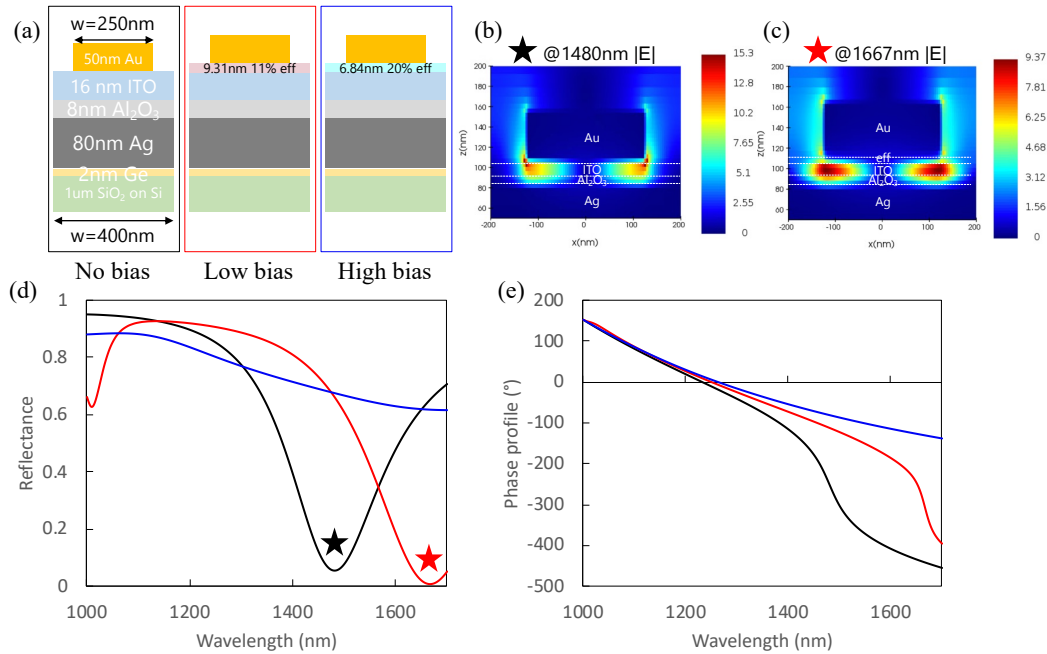 (a)
w=250nm
50nm Au
16 nm ITO
8nm Al₂O₃
80nm Ag
2nm Ge
1um SiO₂ on Si
w=400nm
No bias
9.31nm 11% eff
Low bias
6.84nm 20% eff
High bias
(b)
@1480nm |E|
z(nm)
200
180
160
140
120
100
80
60
Au
ITO
Al₂O₃
Ag
-200
-100
0
100
200
x(nm)
15.3
12.75
10.2
7.65
5.1
2.55
0
(c)
@1667nm |E|
z(nm)
200
180
160
140
120
100
80
60
Au
eff
ITO
Al₂O₃
Ag
-200
-100
0
100
200
x(nm)
9.37
7.81
6.25
4.68
3.12
1.56
0
(d)
Reflectance
1
0.8
0.6
0.4
0.2
0
1000
1200
1400
1600
Wavelength (nm)
(e)
Phase profile (°)
200
100
0
-100
-200
-300
-400
-500
1000
1200
1400
1600
Wavelength (nm)